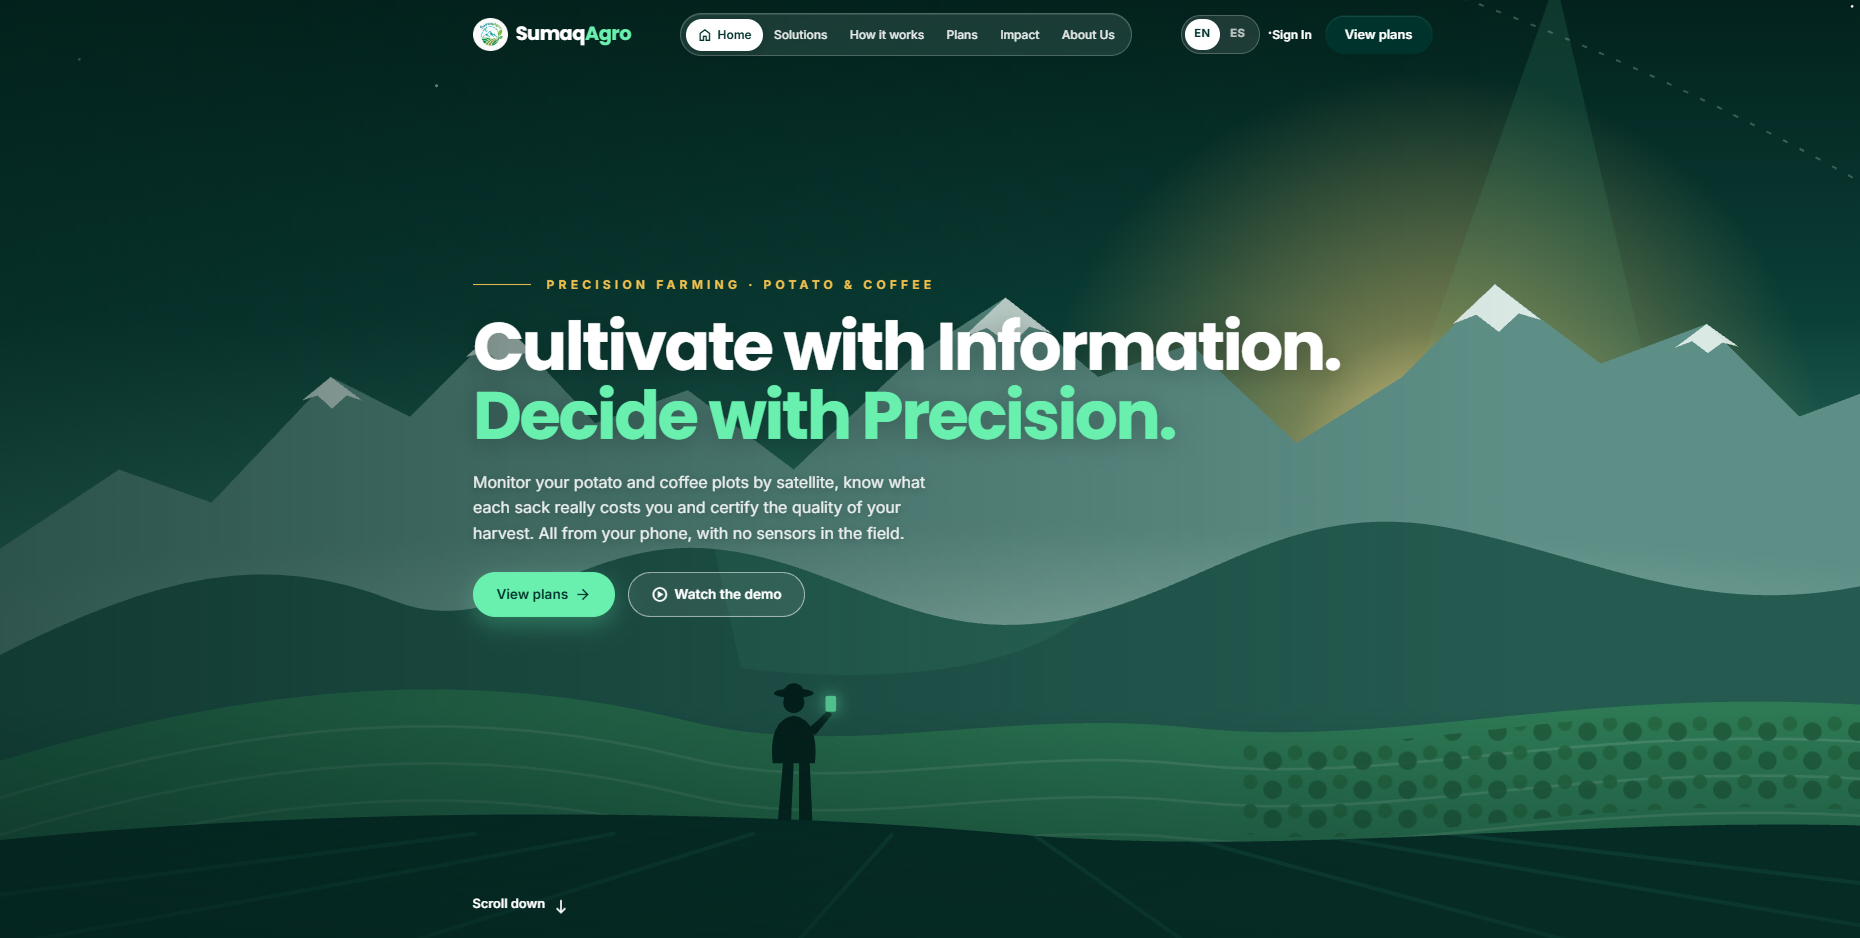 SumaqAgro
Home
Solutions
How it works
Plans
Impact
About Us
EN
ES
Sign In
View plans
PRECISION FARMING · POTATO & COFFEE
Cultivate with Information.
Decide with Precision.
Monitor your potato and coffee plots by satellite, know what
each sack really costs you and certify the quality of your
harvest. All from your phone, with no sensors in the field.
View plans →
Watch the demo
Scroll down ↓